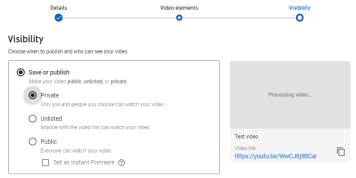 Details
Video elements
Visibility
Visibility
Choose when to publish and who can see your video
Save or publish
Make your video public, unlisted, or private
Private
Only you and people you choose can watch your video
Unlisted
Anyone with the video link can watch your video
Public
Everyone can watch your video
Set as instant Premiere
Processing video...
Test video
Video link
https://youtu.be/WwCJ8j5BCaI